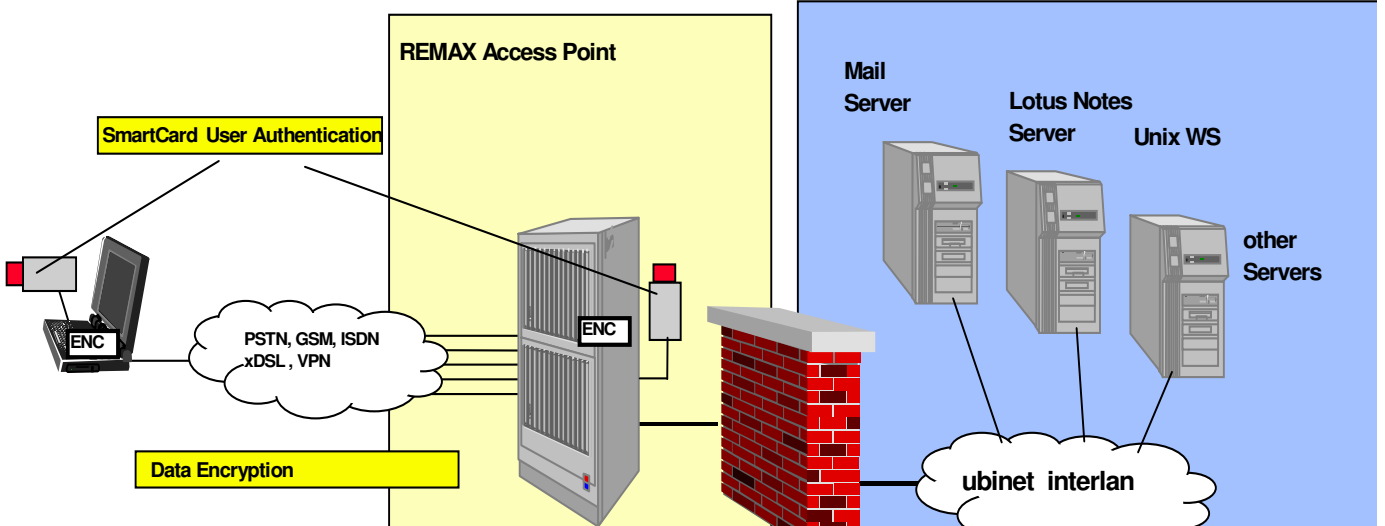 REMAX Access Point
Mail
Server
Lotus Notes
Server
Unix WS
SmartCard User Authentication
other
Servers
ENC
PSTN, GSM, ISDN
xDSL , VPN
ENC
Data Encryption
ubinet interlan